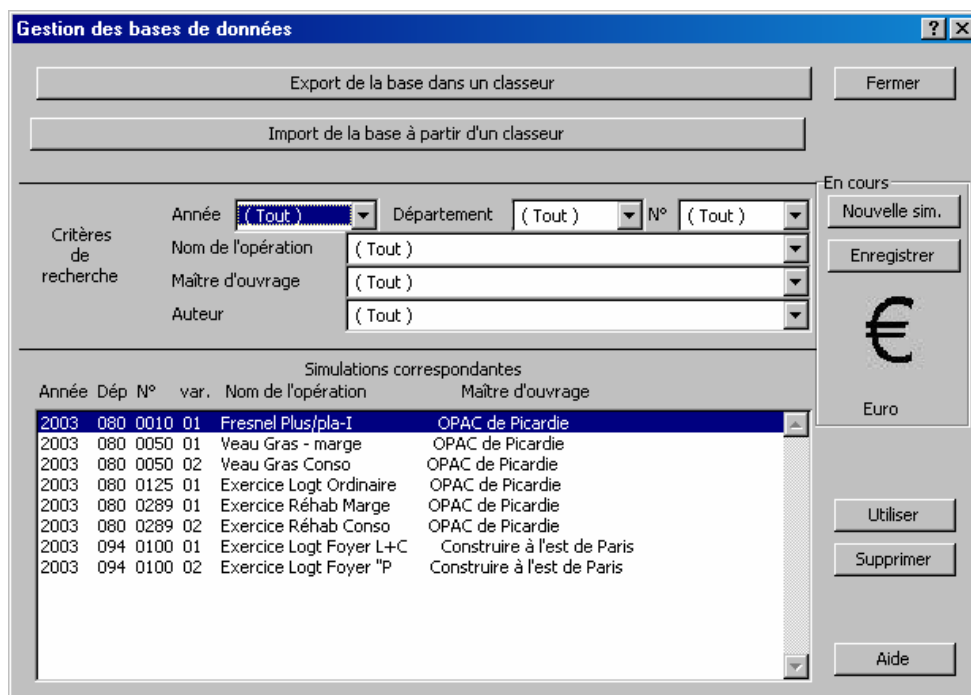 Gestion des bases de données
Export de la base dans un classeur
Fermer
Import de la base à partir d'un classeur
En cours
Critères
de
recherche
Année ( Tout ) Département ( Tout ) N° ( Tout )
Nouvelle sim.
Nom de l'opération ( Tout )
Enregistrer
Maître d'ouvrage ( Tout )
Auteur ( Tout )
€
Euro
Simulations correspondantes
Année Dép N° var. Nom de l'opération Maître d'ouvrage
2003 080 0010 01 Fresnel Plus/pla-I OPAC de Picardie
2003 080 0050 01 Veau Gras - marge OPAC de Picardie
2003 080 0050 02 Veau Gras Conso OPAC de Picardie
2003 080 0125 01 Exercice Logt Ordinaire OPAC de Picardie
2003 080 0289 01 Exercice Réhab Marge OPAC de Picardie
2003 080 0289 02 Exercice Réhab Conso OPAC de Picardie
2003 094 0100 01 Exercice Logt Foyer L+C Construire à l'est de Paris
2003 094 0100 02 Exercice Logt Foyer "P Construire à l'est de Paris
Utiliser
Supprimer
Aide